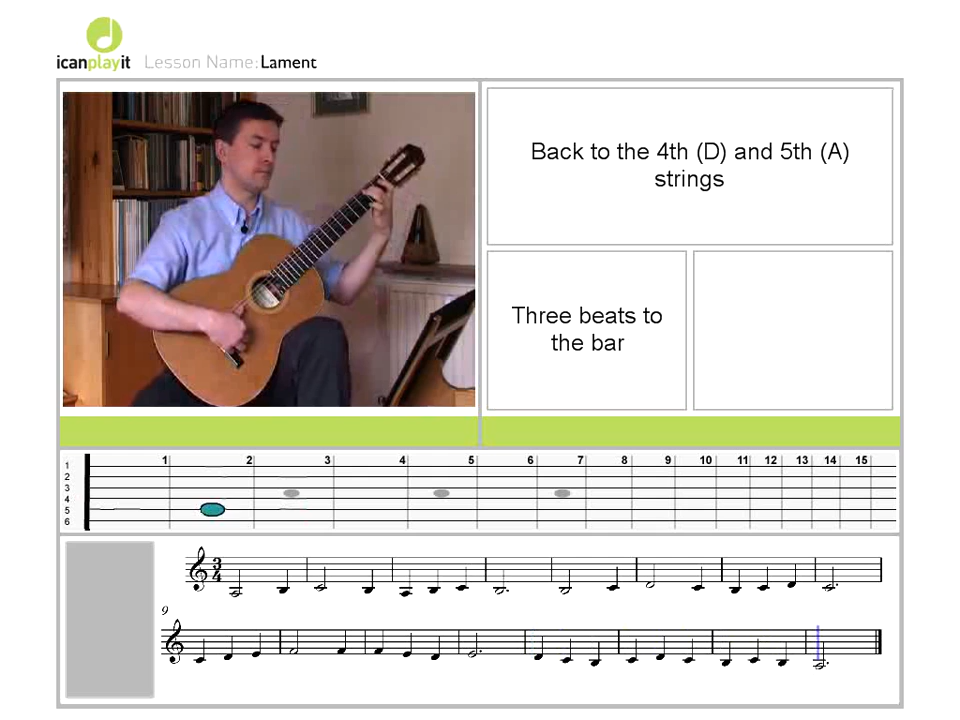 icanplayit Lesson Name: Lament
Back to the 4th (D) and 5th (A)
strings
Three beats to
the bar
1 2 3 4 5 6 7 8 9 10 11 12 13 14 15
1
2
3
4
5
6
3
4
9